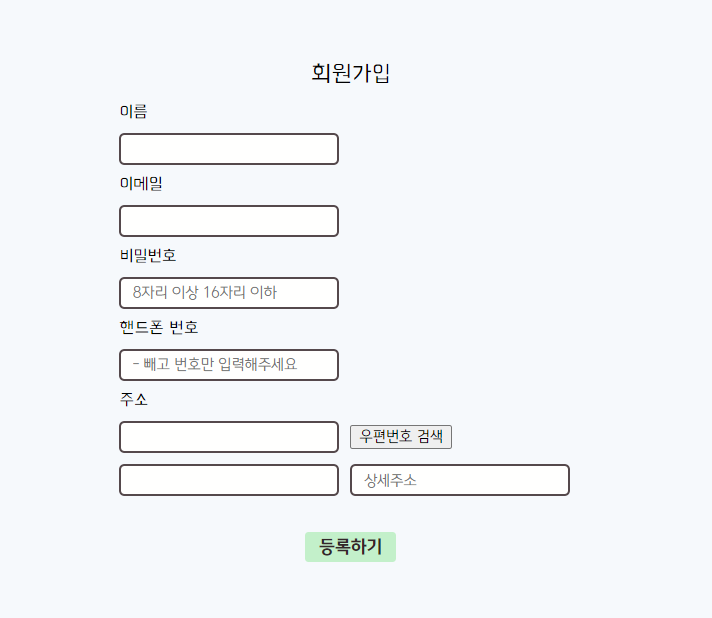 회원가입
이름
이메일
비밀번호
8자리 이상 16자리 이하
핸드폰 번호
- 빼고 번호만 입력해주세요
주소
우편번호 검색
상세주소
등록하기